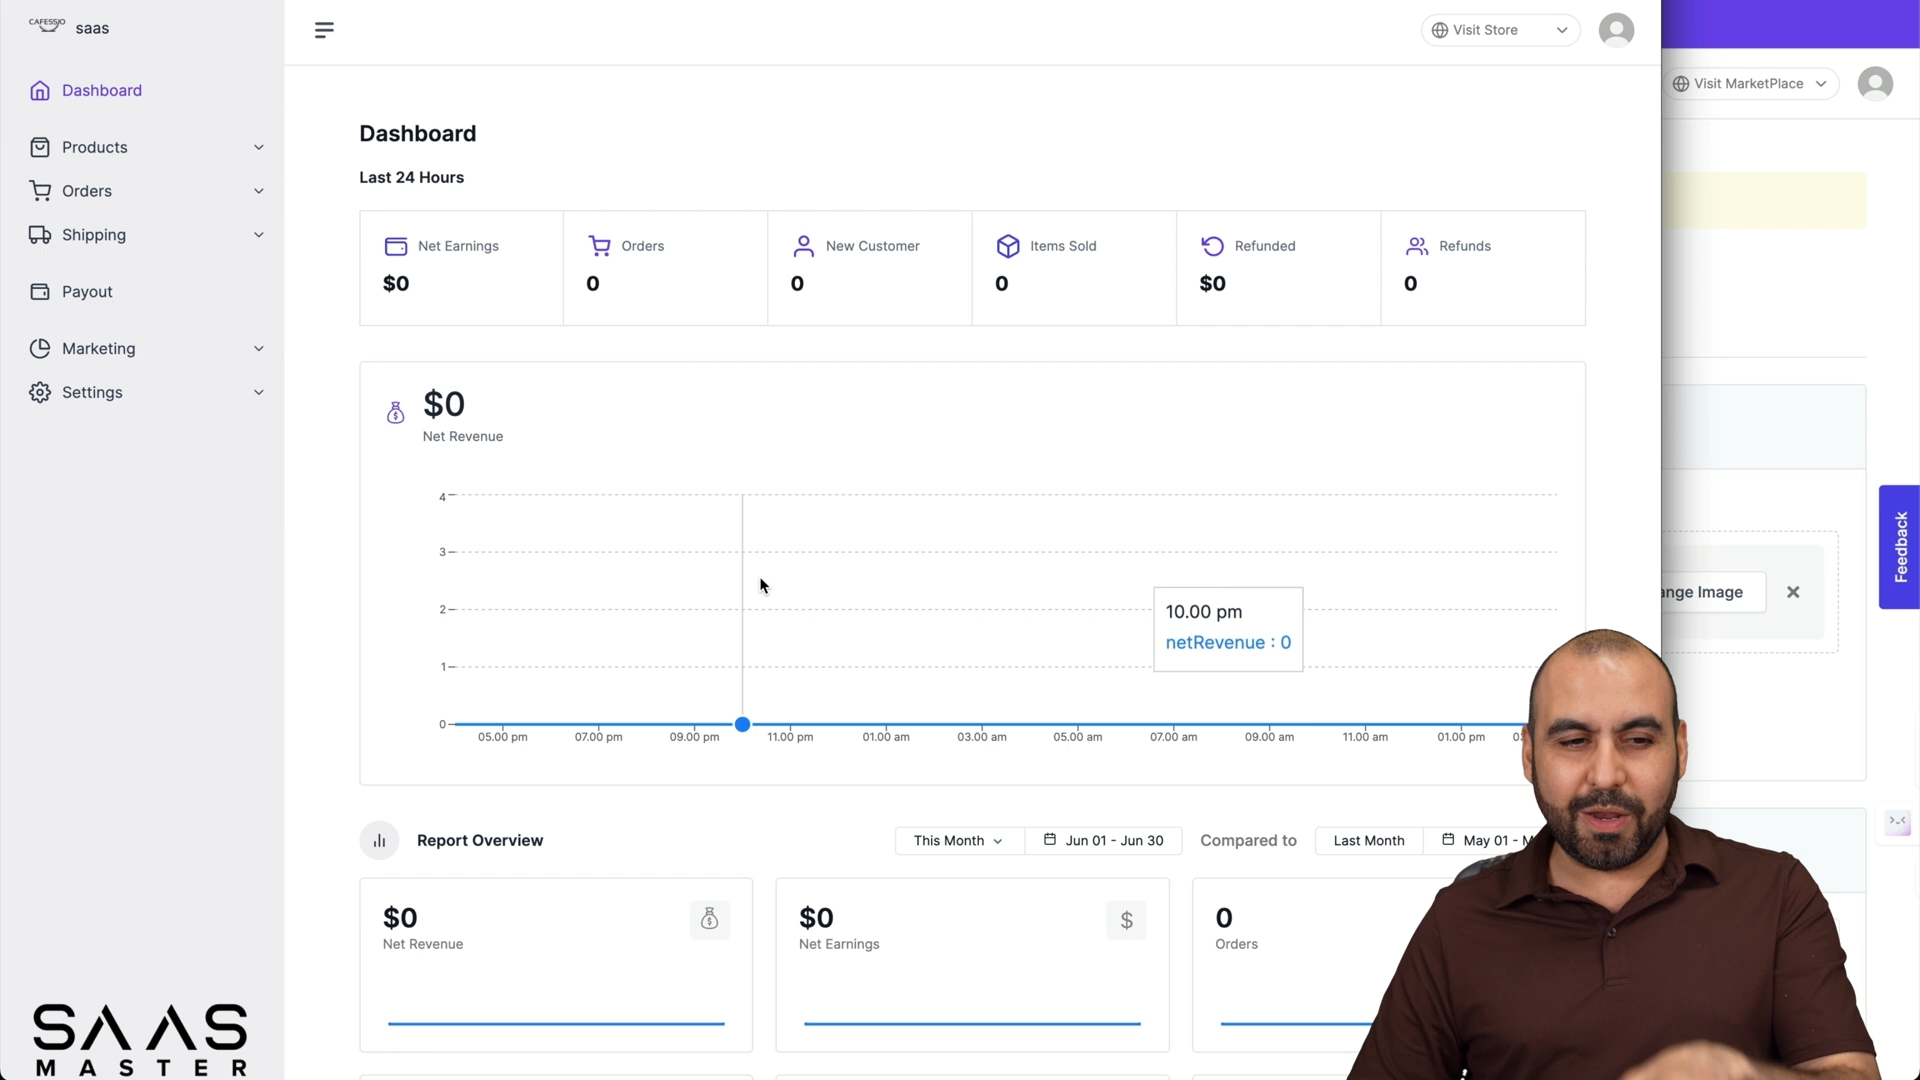 CAFESSIO saas
Visit Store
Visit MarketPlace
Dashboard
Products
Orders
Shipping
Payout
Marketing
Settings
Dashboard
Last 24 Hours
Net Earnings
$0
Orders
0
New Customer
0
Items Sold
0
Refunded
$0
Refunds
0
$0
Net Revenue
4
3
2
1
0
10.00 pm
netRevenue : 0
05.00 pm 07.00 pm 09.00 pm 11.00 pm 01.00 am 03.00 am 05.00 am 07.00 am 09.00 am 11.00 am 01.00 pm
Feedback
ange Image
Report Overview
This Month
Jun 01 - Jun 30
Compared to
Last Month
May 01 -
$0
Net Revenue
$0
Net Earnings
0
Orders
SAAS
MASTER